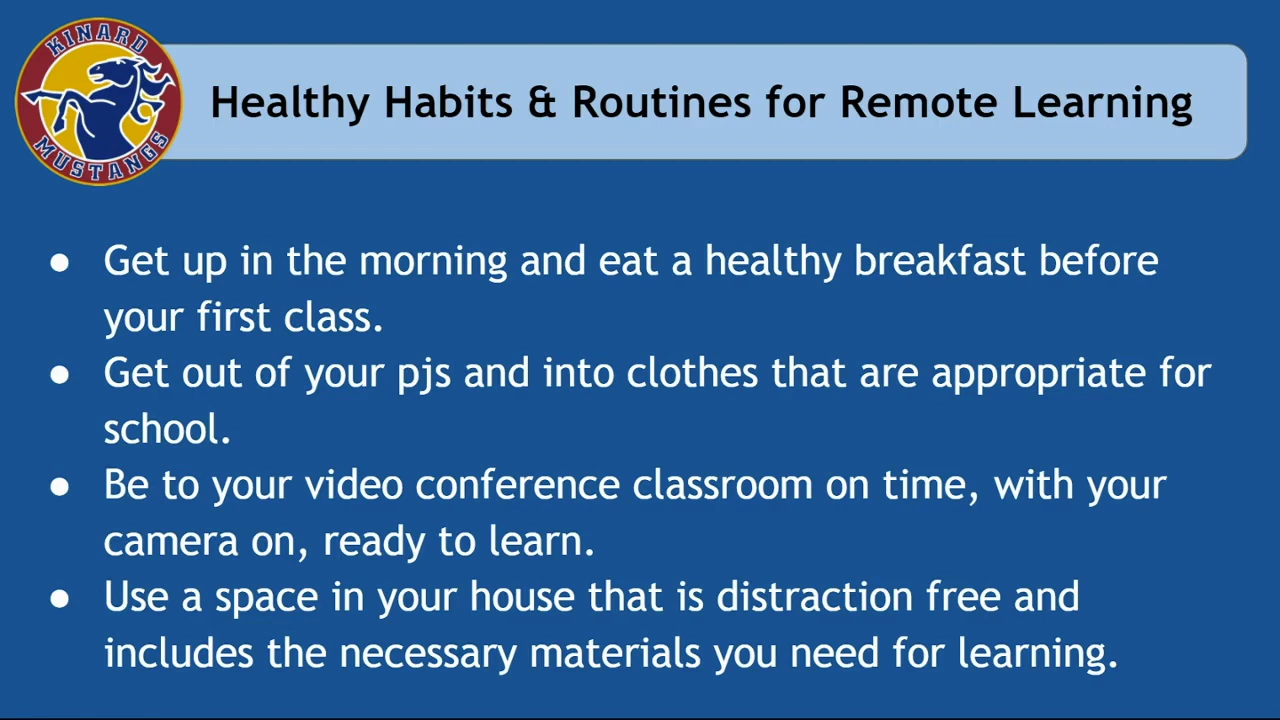 KINARD
MUSTANGS
Healthy Habits & Routines for Remote Learning
● Get up in the morning and eat a healthy breakfast before
your first class.
● Get out of your pjs and into clothes that are appropriate for
school.
● Be to your video conference classroom on time, with your
camera on, ready to learn.
● Use a space in your house that is distraction free and
includes the necessary materials you need for learning.